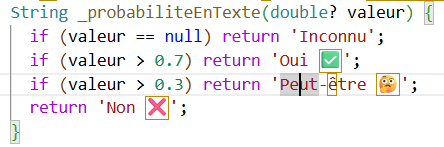 String _probabiliteEnTexte(double? valeur) {
if (valeur == null) return 'Inconnu';
if (valeur > 0.7) return 'Oui ✅';
if (valeur > 0.3) return 'Peut-être 🤔';
return 'Non ❌';
}